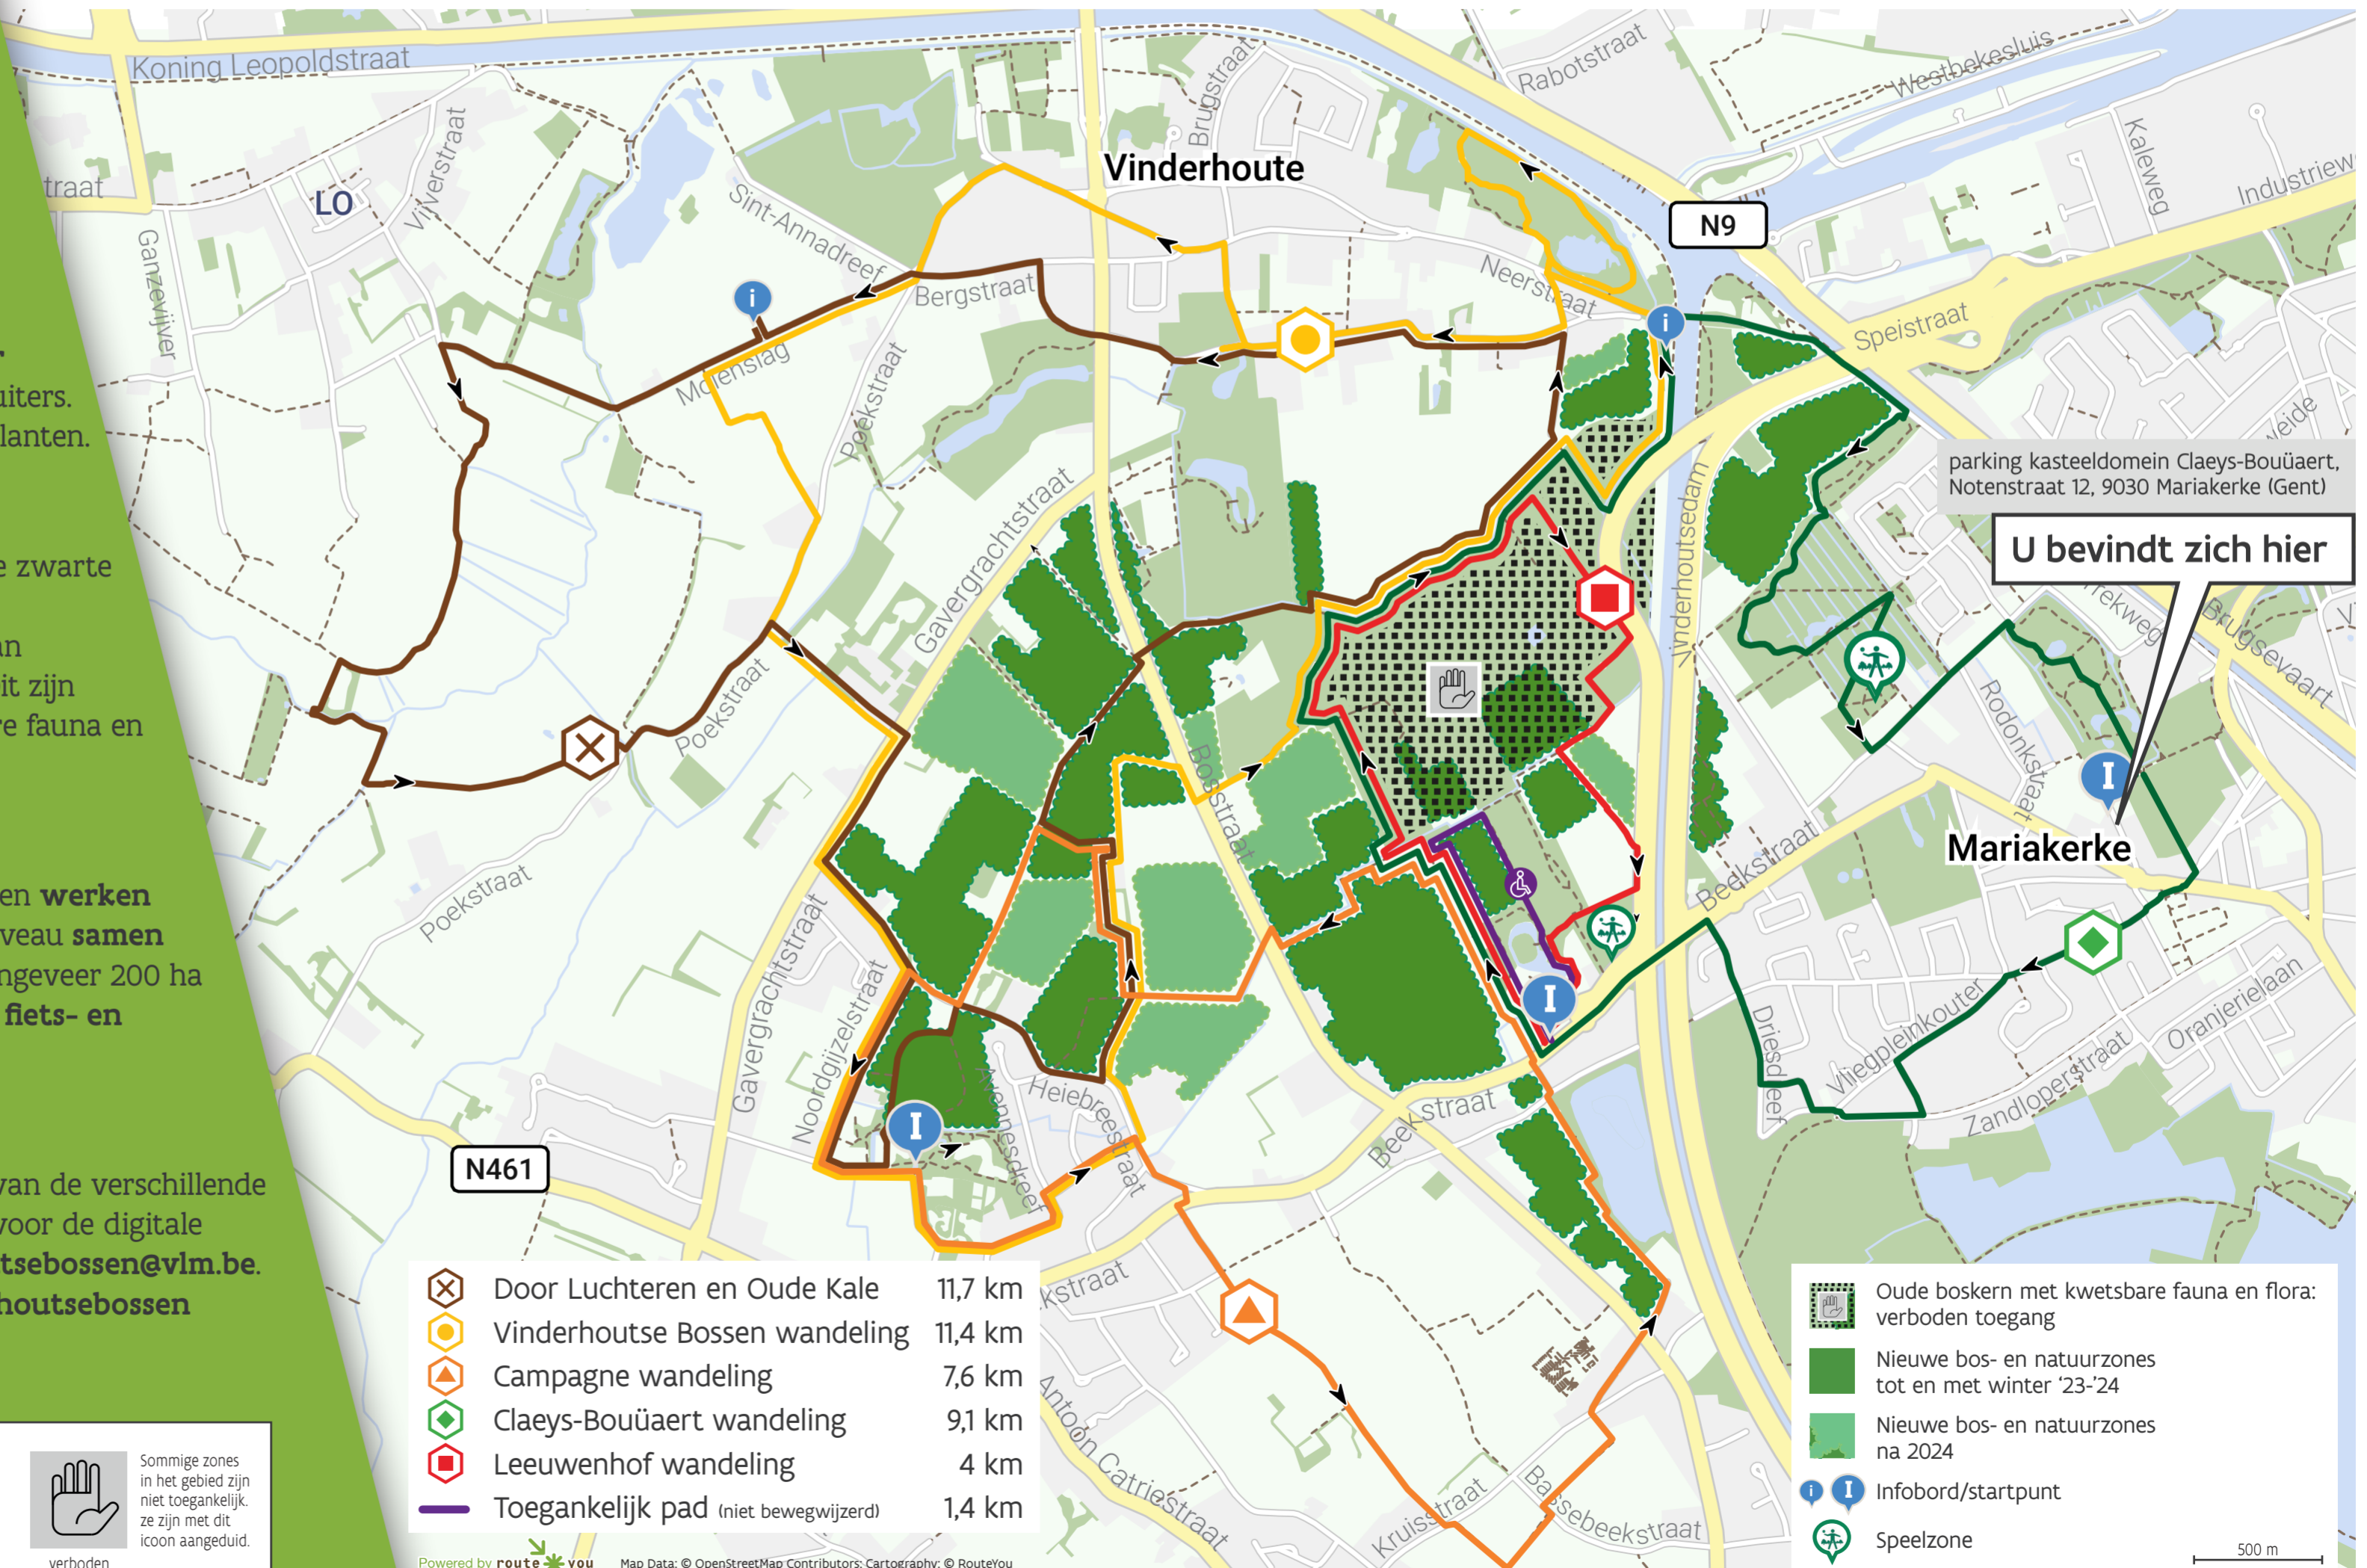 Koning Leopoldstraat
Rabotstraat
Westbekesluis
Brugstraat
Kaleweg
Industriew
traat
LO
Vijverstraat
Vinderhoute
Sint-Annadreef
N9
Ganzevijver
Bergstraat
Neerstraat
Speistraat
Molenslag
Poekstraat
uiters.
lanten.
parking kasteeldomein Claeys-Bouüaert,
Notenstraat 12, 9030 Mariakerke (Gent)
U bevindt zich hier
Gavergrachtstraat
e zwarte
Brugsevaart
an
it zijn
re fauna en
Poekstraat
Rodonkstraat
Bosstraat
Mariakerke
Beekstraat
Poekstraat
en werken
veau samen
ngeveer 200 ha
fiets- en
Gavergrachtstraat
Noordgijzelstraat
Driesdreef
Vliegpleinkouter
Oranjerielaan
Zandloperstraat
Heiebreestraat
Beekstraat
N461
van de verschillende
voor de digitale
tsebossen@vlm.be.
houtsebossen
kstraat
Door Luchteren en Oude Kale 11,7 km
Vinderhoutse Bossen wandeling 11,4 km
Campagne wandeling 7,6 km
Claeys-Bouüaert wandeling 9,1 km
Leeuwenhof wandeling 4 km
Toegankelijk pad (niet bewegwijzerd) 1,4 km
Antoon Catriestraat
Kruisstraat
Bassebeekstraat
Oude boskern met kwetsbare fauna en flora:
verboden toegang
Nieuwe bos- en natuurzones
tot en met winter ‘23-’24
Nieuwe bos- en natuurzones
na 2024
i I Infobord/startpunt
Speelzone
500 m
Sommige zones
in het gebied zijn
niet toegankelijk.
ze zijn met dit
icoon aangeduid.
verboden
Powered by route you Map Data: © OpenStreetMap Contributors; Cartography: © RouteYou